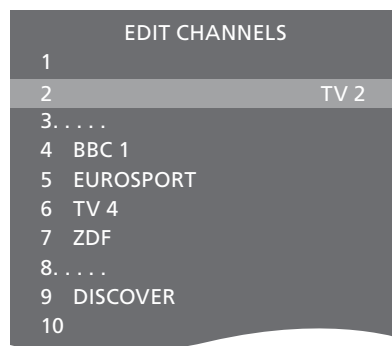 EDIT CHANNELS
1
2 TV 2
3. . . . .
4 BBC 1
5 EUROSPORT
6 TV 4
7 ZDF
8. . . . .
9 DISCOVER
10